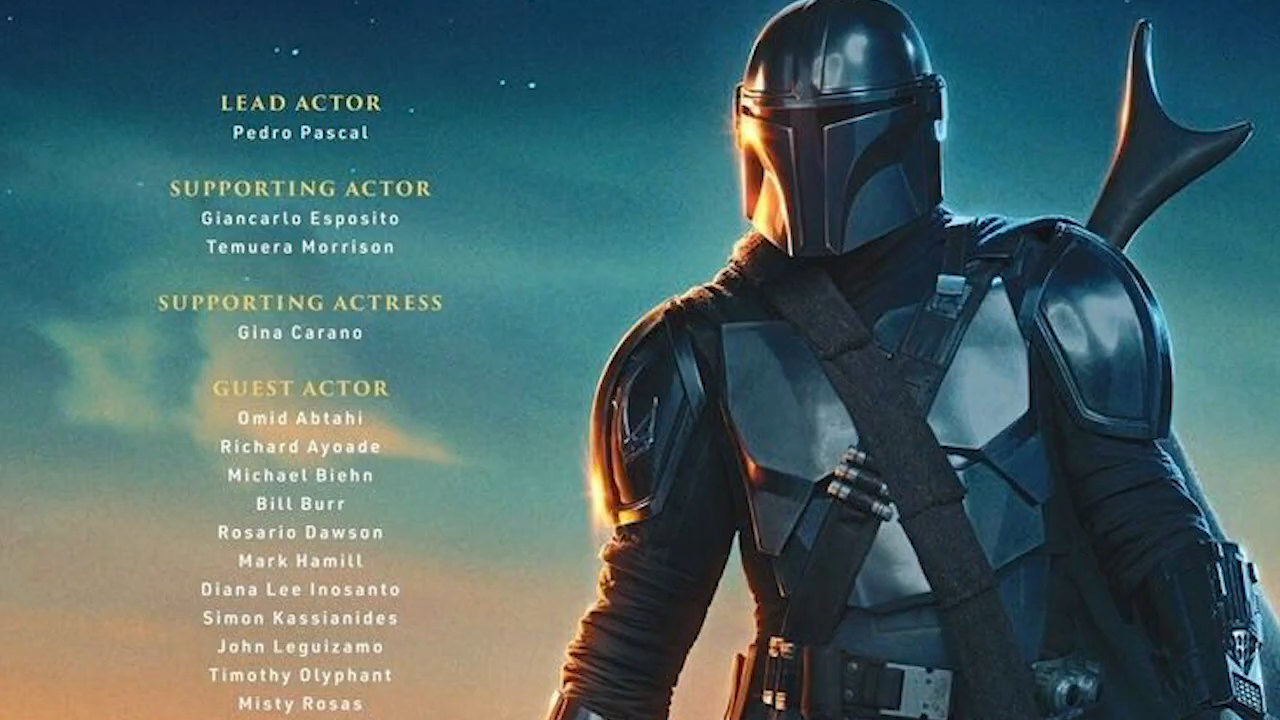 LEAD ACTOR
Pedro Pascal
SUPPORTING ACTOR
Giancarlo Esposito
Temuera Morrison
SUPPORTING ACTRESS
Gina Carano
GUEST ACTOR
Omid Abtahi
Richard Ayoade
Michael Biehn
Bill Burr
Rosario Dawson
Mark Hamill
Diana Lee Inosanto
Simon Kassianides
John Leguizamo
Timothy Olyphant
Misty Rosas